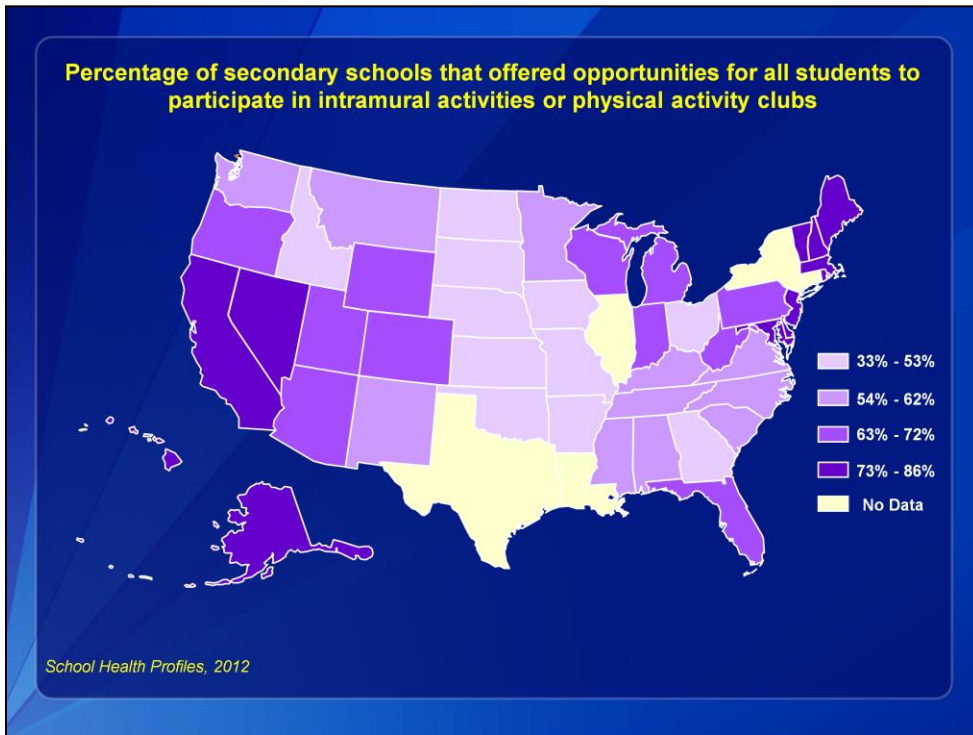 Percentage of secondary schools that offered opportunities for all students to
participate in intramural activities or physical activity clubs
33% - 53%
54% - 62%
63% - 72%
73% - 86%
No Data
School Health Profiles, 2012